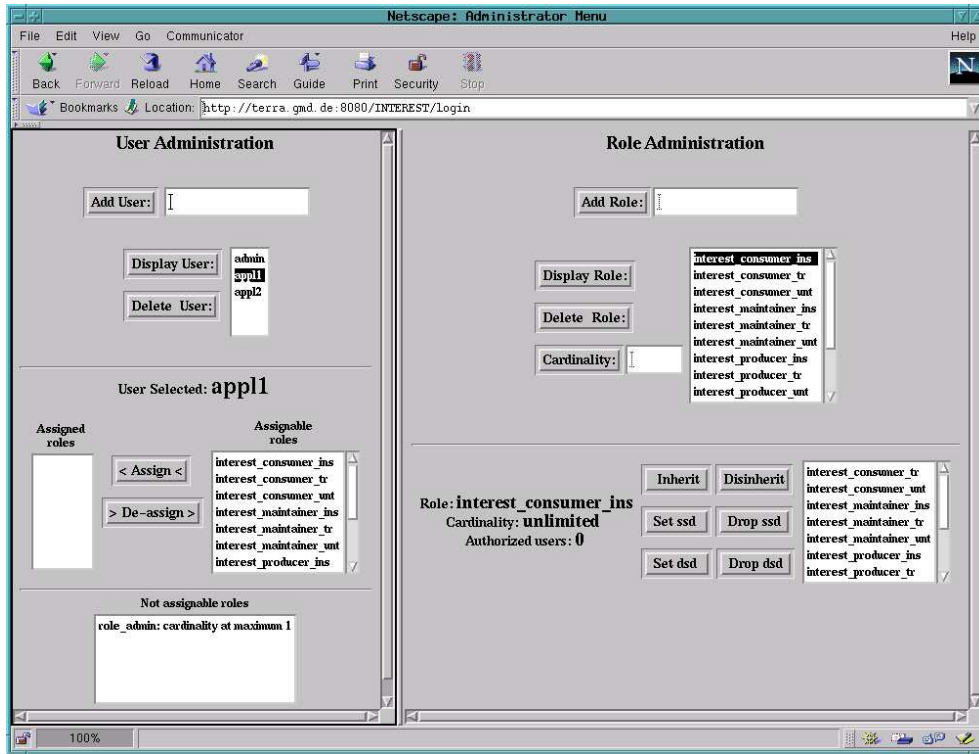 Netscape: Administrator Menu
File Edit View Go Communicator Help
Back Forward Reload Home Search Guide Print Security Stop
N
Bookmarks Location: http://terra.gmd.de:8080/INTEREST/login
User Administration
Add User:
Display User:
Delete User:
admin
appl1
appl2
User Selected: appl1
Assigned
roles
< Assign <
> De-assign >
Assignable
roles
interest_consumer_ins
interest_consumer_tr
interest_consumer_unt
interest_maintainer_ins
interest_maintainer_tr
interest_maintainer_unt
interest_producer_ins
Not assignable roles
role_admin: cardinality at maximum 1
Role Administration
Add Role:
Display Role:
Delete Role:
Cardinality:
interest_consumer_ins
interest_consumer_tr
interest_consumer_unt
interest_maintainer_ins
interest_maintainer_tr
interest_maintainer_unt
interest_producer_ins
interest_producer_tr
interest_producer_unt
Role: interest_consumer_ins
Cardinality: unlimited
Authorized users: 0
Inherit Disinherit
Set ssd Drop ssd
Set dsd Drop dsd
interest_consumer_tr
interest_consumer_unt
interest_maintainer_ins
interest_maintainer_tr
interest_maintainer_unt
interest_producer_ins
interest_producer_tr
100%